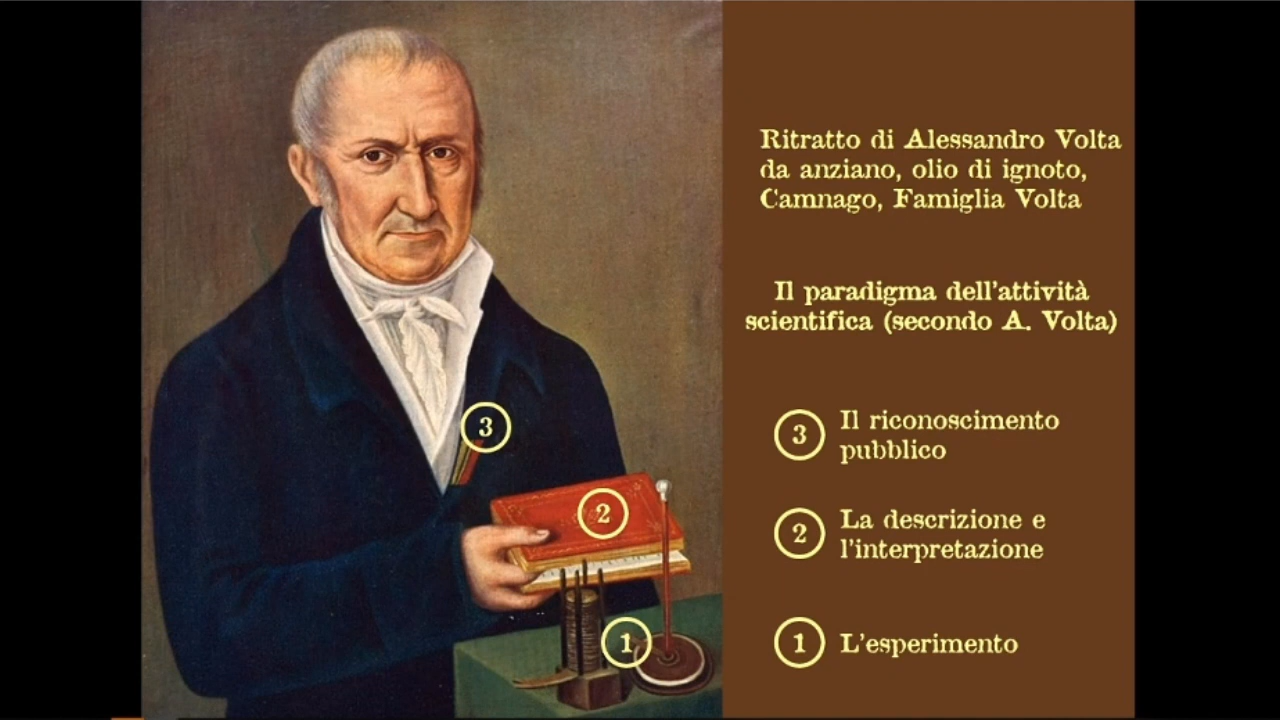 Ritratto di Alessandro Volta
da anziano, olio di ignoto,
Camnago, Famiglia Volta
Il paradigma dell'attività
scientifica (secondo A. Volta)
3 Il riconoscimento
pubblico
2 La descrizione e
l'interpretazione
1 L'esperimento
3
2
1